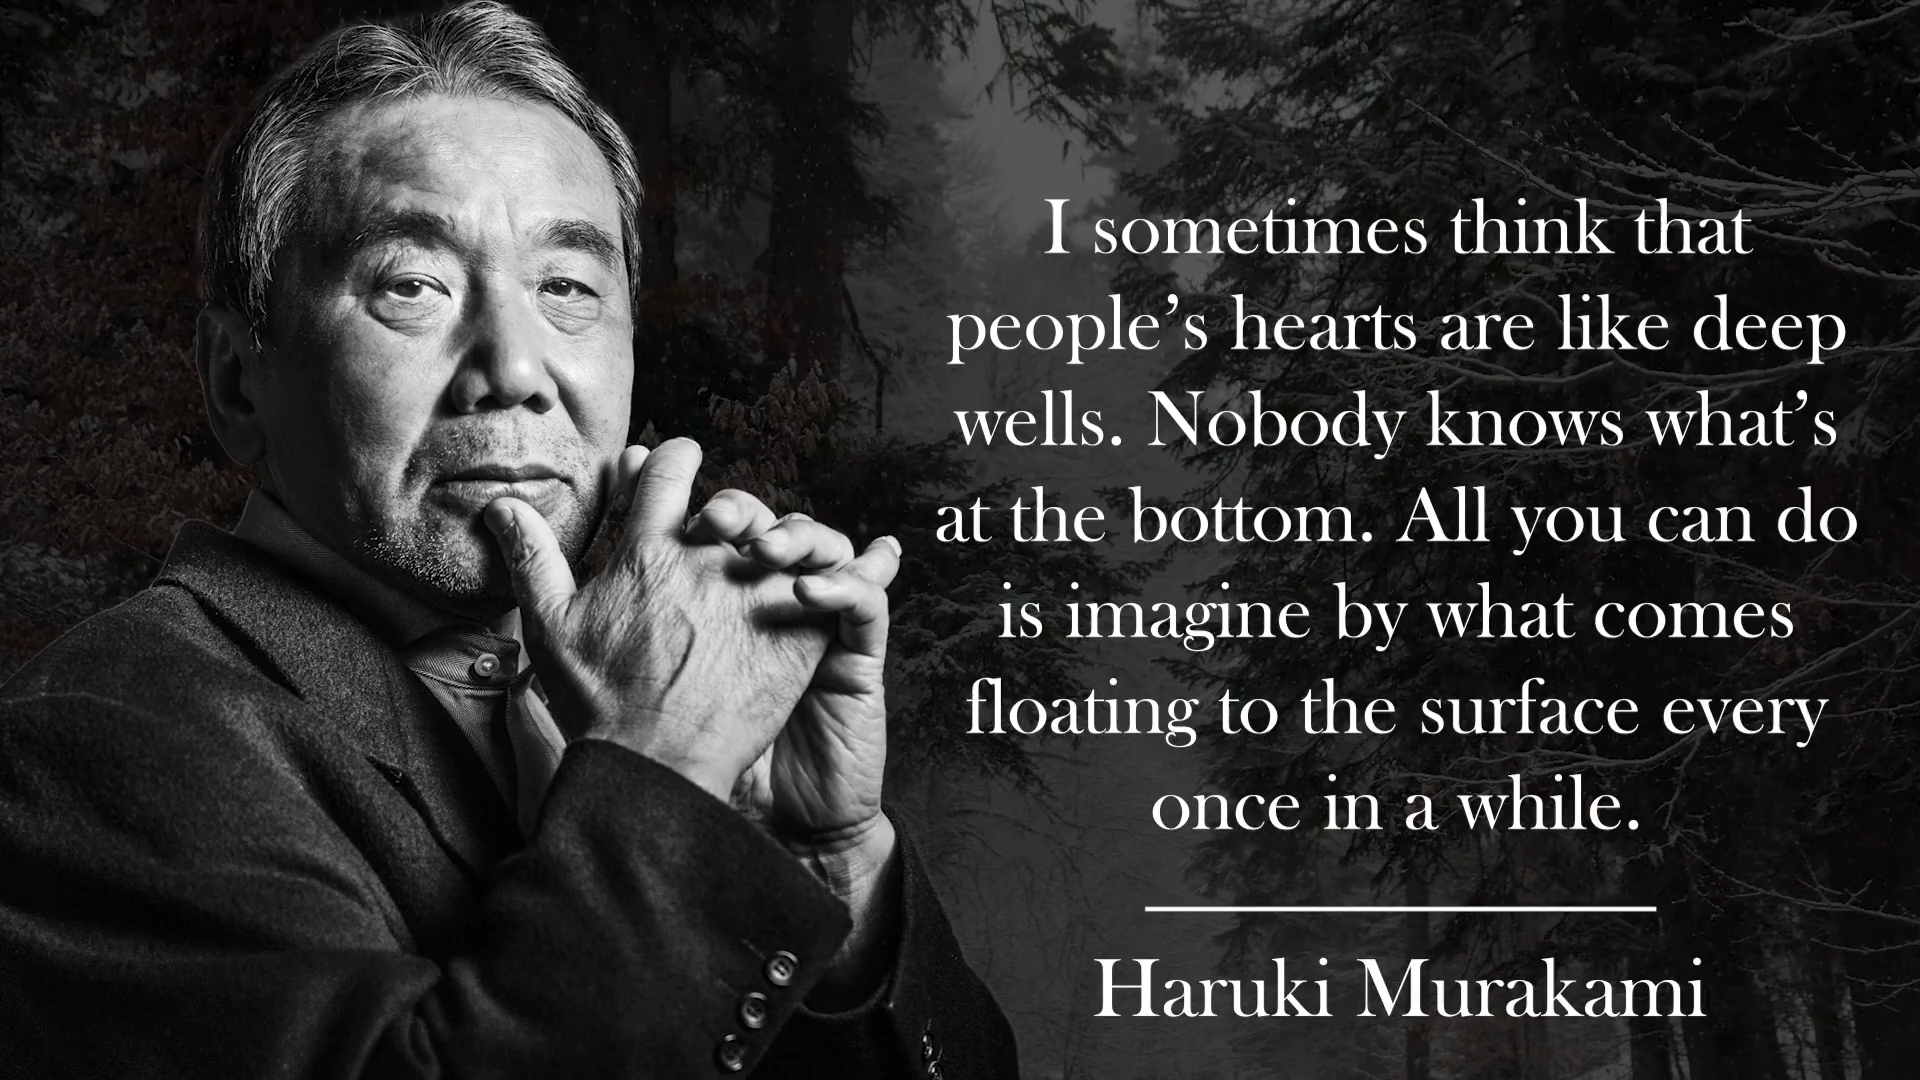 I sometimes think that
people’s hearts are like deep
wells. Nobody knows what’s
at the bottom. All you can do
is imagine by what comes
floating to the surface every
once in a while.
Haruki Murakami